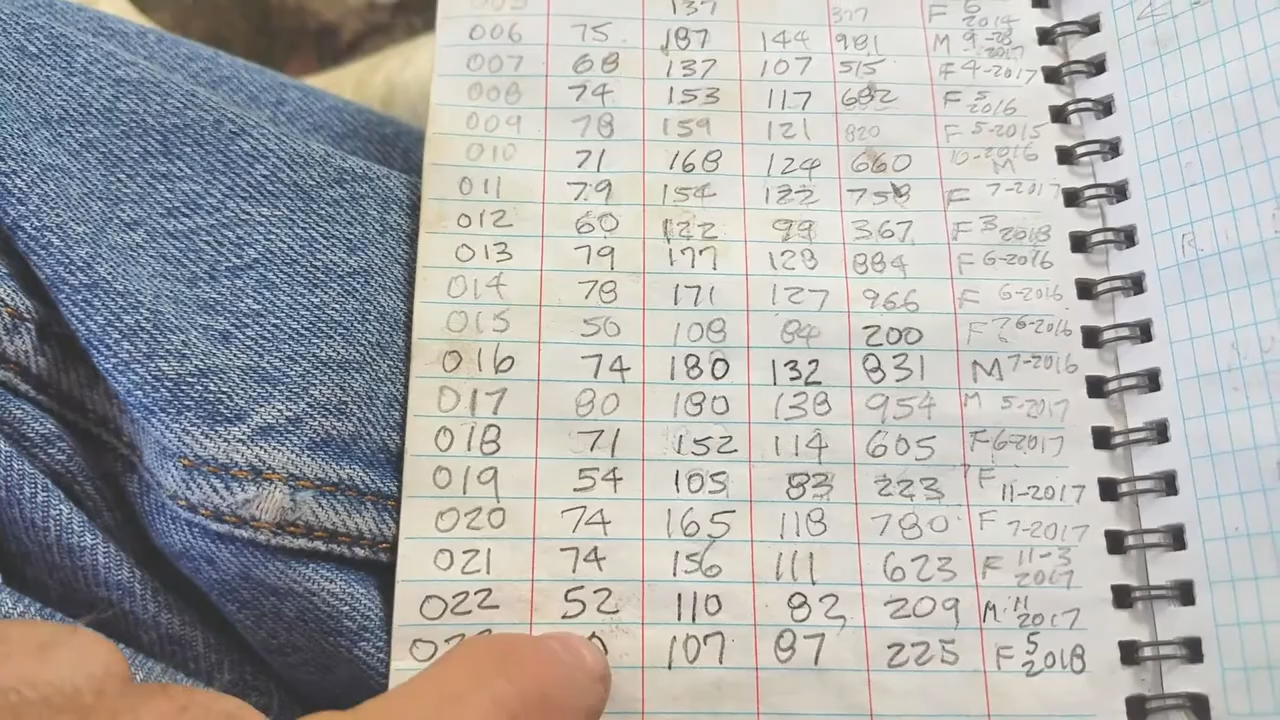 137 377 F 6 2014
006 75 187 144 981 M 9-28 2017
007 68 137 107 515 F 4-2017
008 74 153 117 682 F 5 2016
009 78 159 121 820 F 5-2015
010 71 168 124 660 10-2016 M
011 79 154 122 758 F 7-2017
012 60 122 99 367 F 3 2018
013 79 177 128 884 F 6-2016
014 78 171 127 966 F 6-2016
015 50 108 84 200 F 6-2016
016 74 180 132 831 M 7-2016
017 80 180 138 954 M 5-2017
018 71 152 114 605 F 6-2017
019 54 105 83 223 F 11-2017
020 74 165 118 780 F 7-2017
021 74 156 111 623 F 11-3 2017
022 52 110 82 209 M 11 2017
107 87 225 F 5 2018